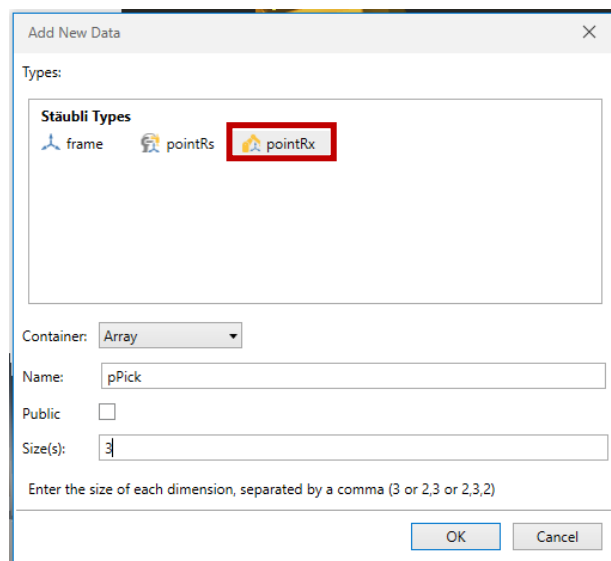 Add New Data
Types:
Stäubli Types
frame pointRs pointRx
Container: Array
Name: pPick
Public
Size(s): 3
Enter the size of each dimension, separated by a comma (3 or 2,3 or 2,3,2)
OK Cancel